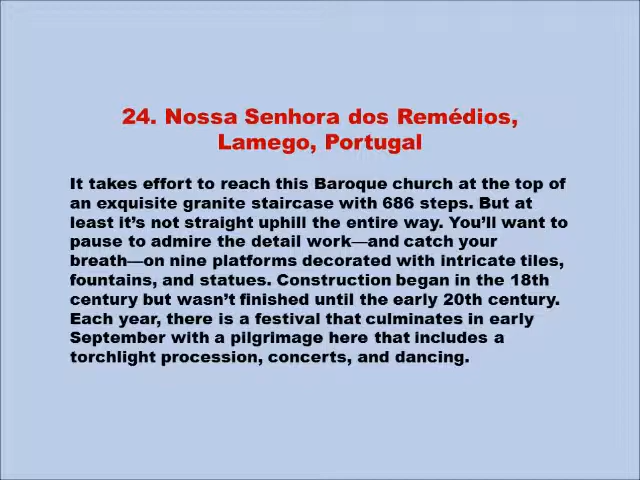 24. Nossa Senhora dos Remédios,
Lamego, Portugal
It takes effort to reach this Baroque church at the top of
an exquisite granite staircase with 686 steps. But at
least it’s not straight uphill the entire way. You’ll want to
pause to admire the detail work—and catch your
breath—on nine platforms decorated with intricate tiles,
fountains, and statues. Construction began in the 18th
century but wasn’t finished until the early 20th century.
Each year, there is a festival that culminates in early
September with a pilgrimage here that includes a
torchlight procession, concerts, and dancing.